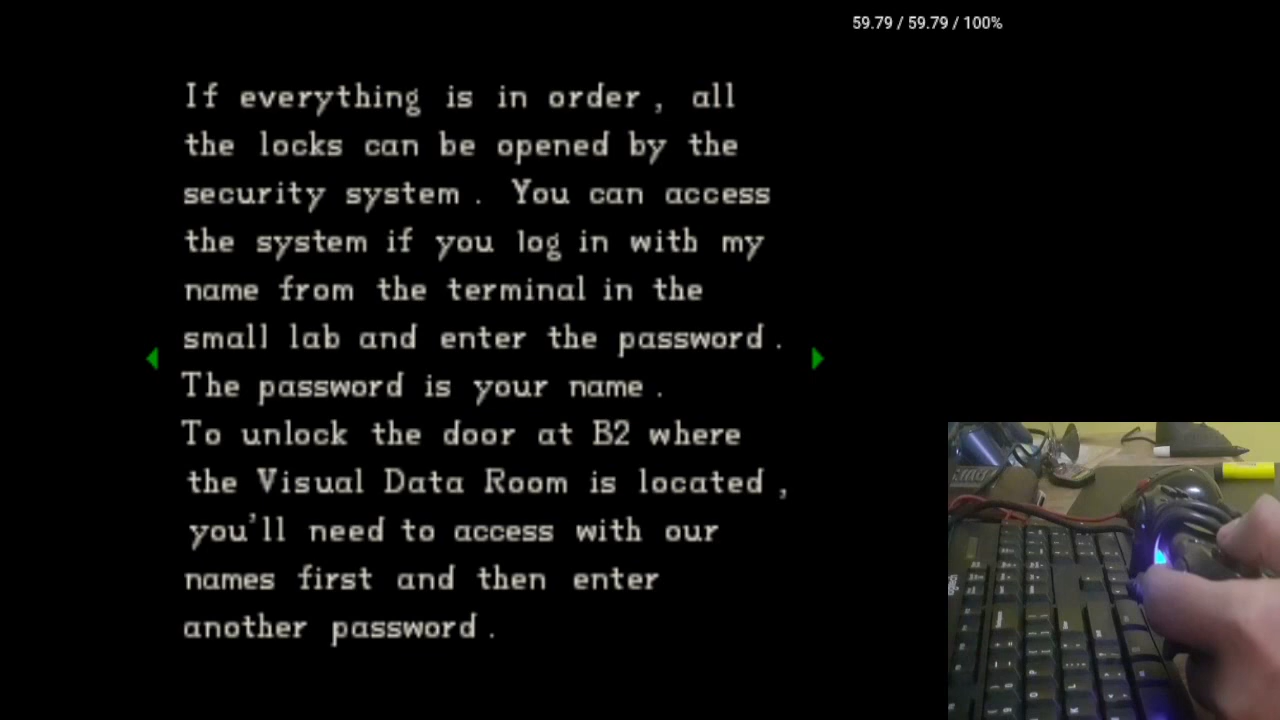 59.79 / 59.79 / 100%
If everything is in order , all
the locks can be opened by the
security system . You can access
the system if you log in with my
name from the terminal in the
small lab and enter the password .
The password is your name .
To unlock the door at B2 where
the Visual Data Room is located ,
you'll need to access with our
names first and then enter
another password .